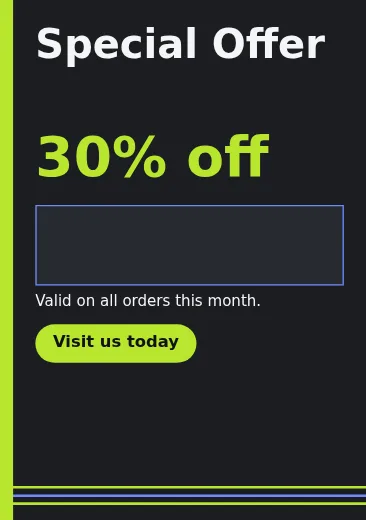 Special Offer
30% off
Valid on all orders this month.
Visit us today